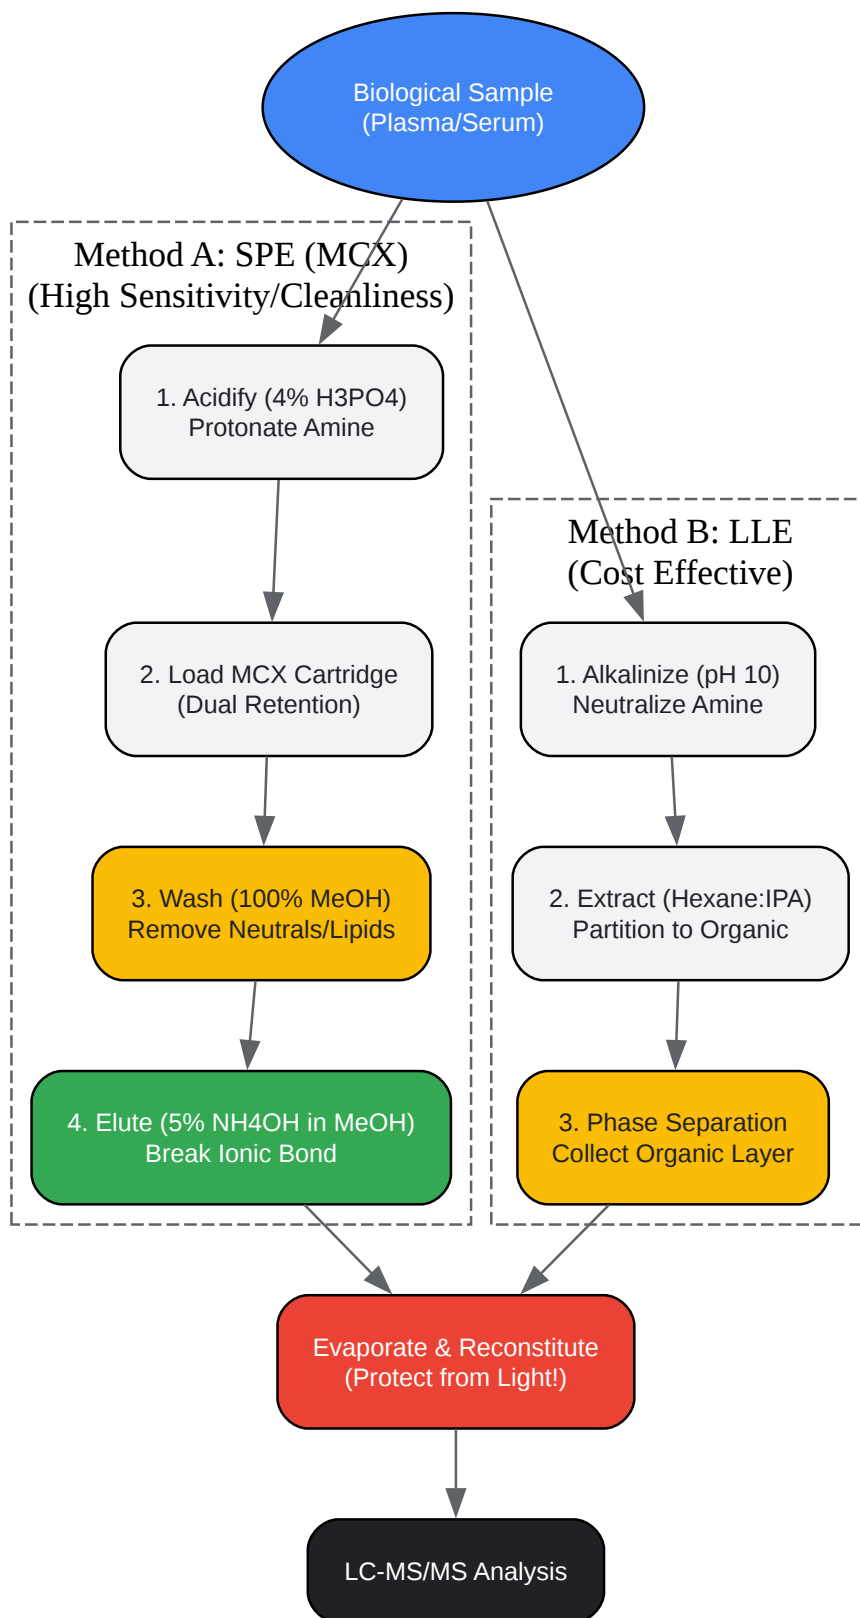 Biological Sample
(Plasma/Serum)
Method A: SPE (MCX)
(High Sensitivity/Cleanliness)
1. Acidify (4% H3PO4)
Protonate Amine
2. Load MCX Cartridge
(Dual Retention)
3. Wash (100% MeOH)
Remove Neutrals/Lipids
4. Elute (5% NH4OH in MeOH)
Break Ionic Bond
Method B: LLE
(Cost Effective)
1. Alkalinize (pH 10)
Neutralize Amine
2. Extract (Hexane:IPA)
Partition to Organic
3. Phase Separation
Collect Organic Layer
Evaporate & Reconstitute
(Protect from Light!)
LC-MS/MS Analysis